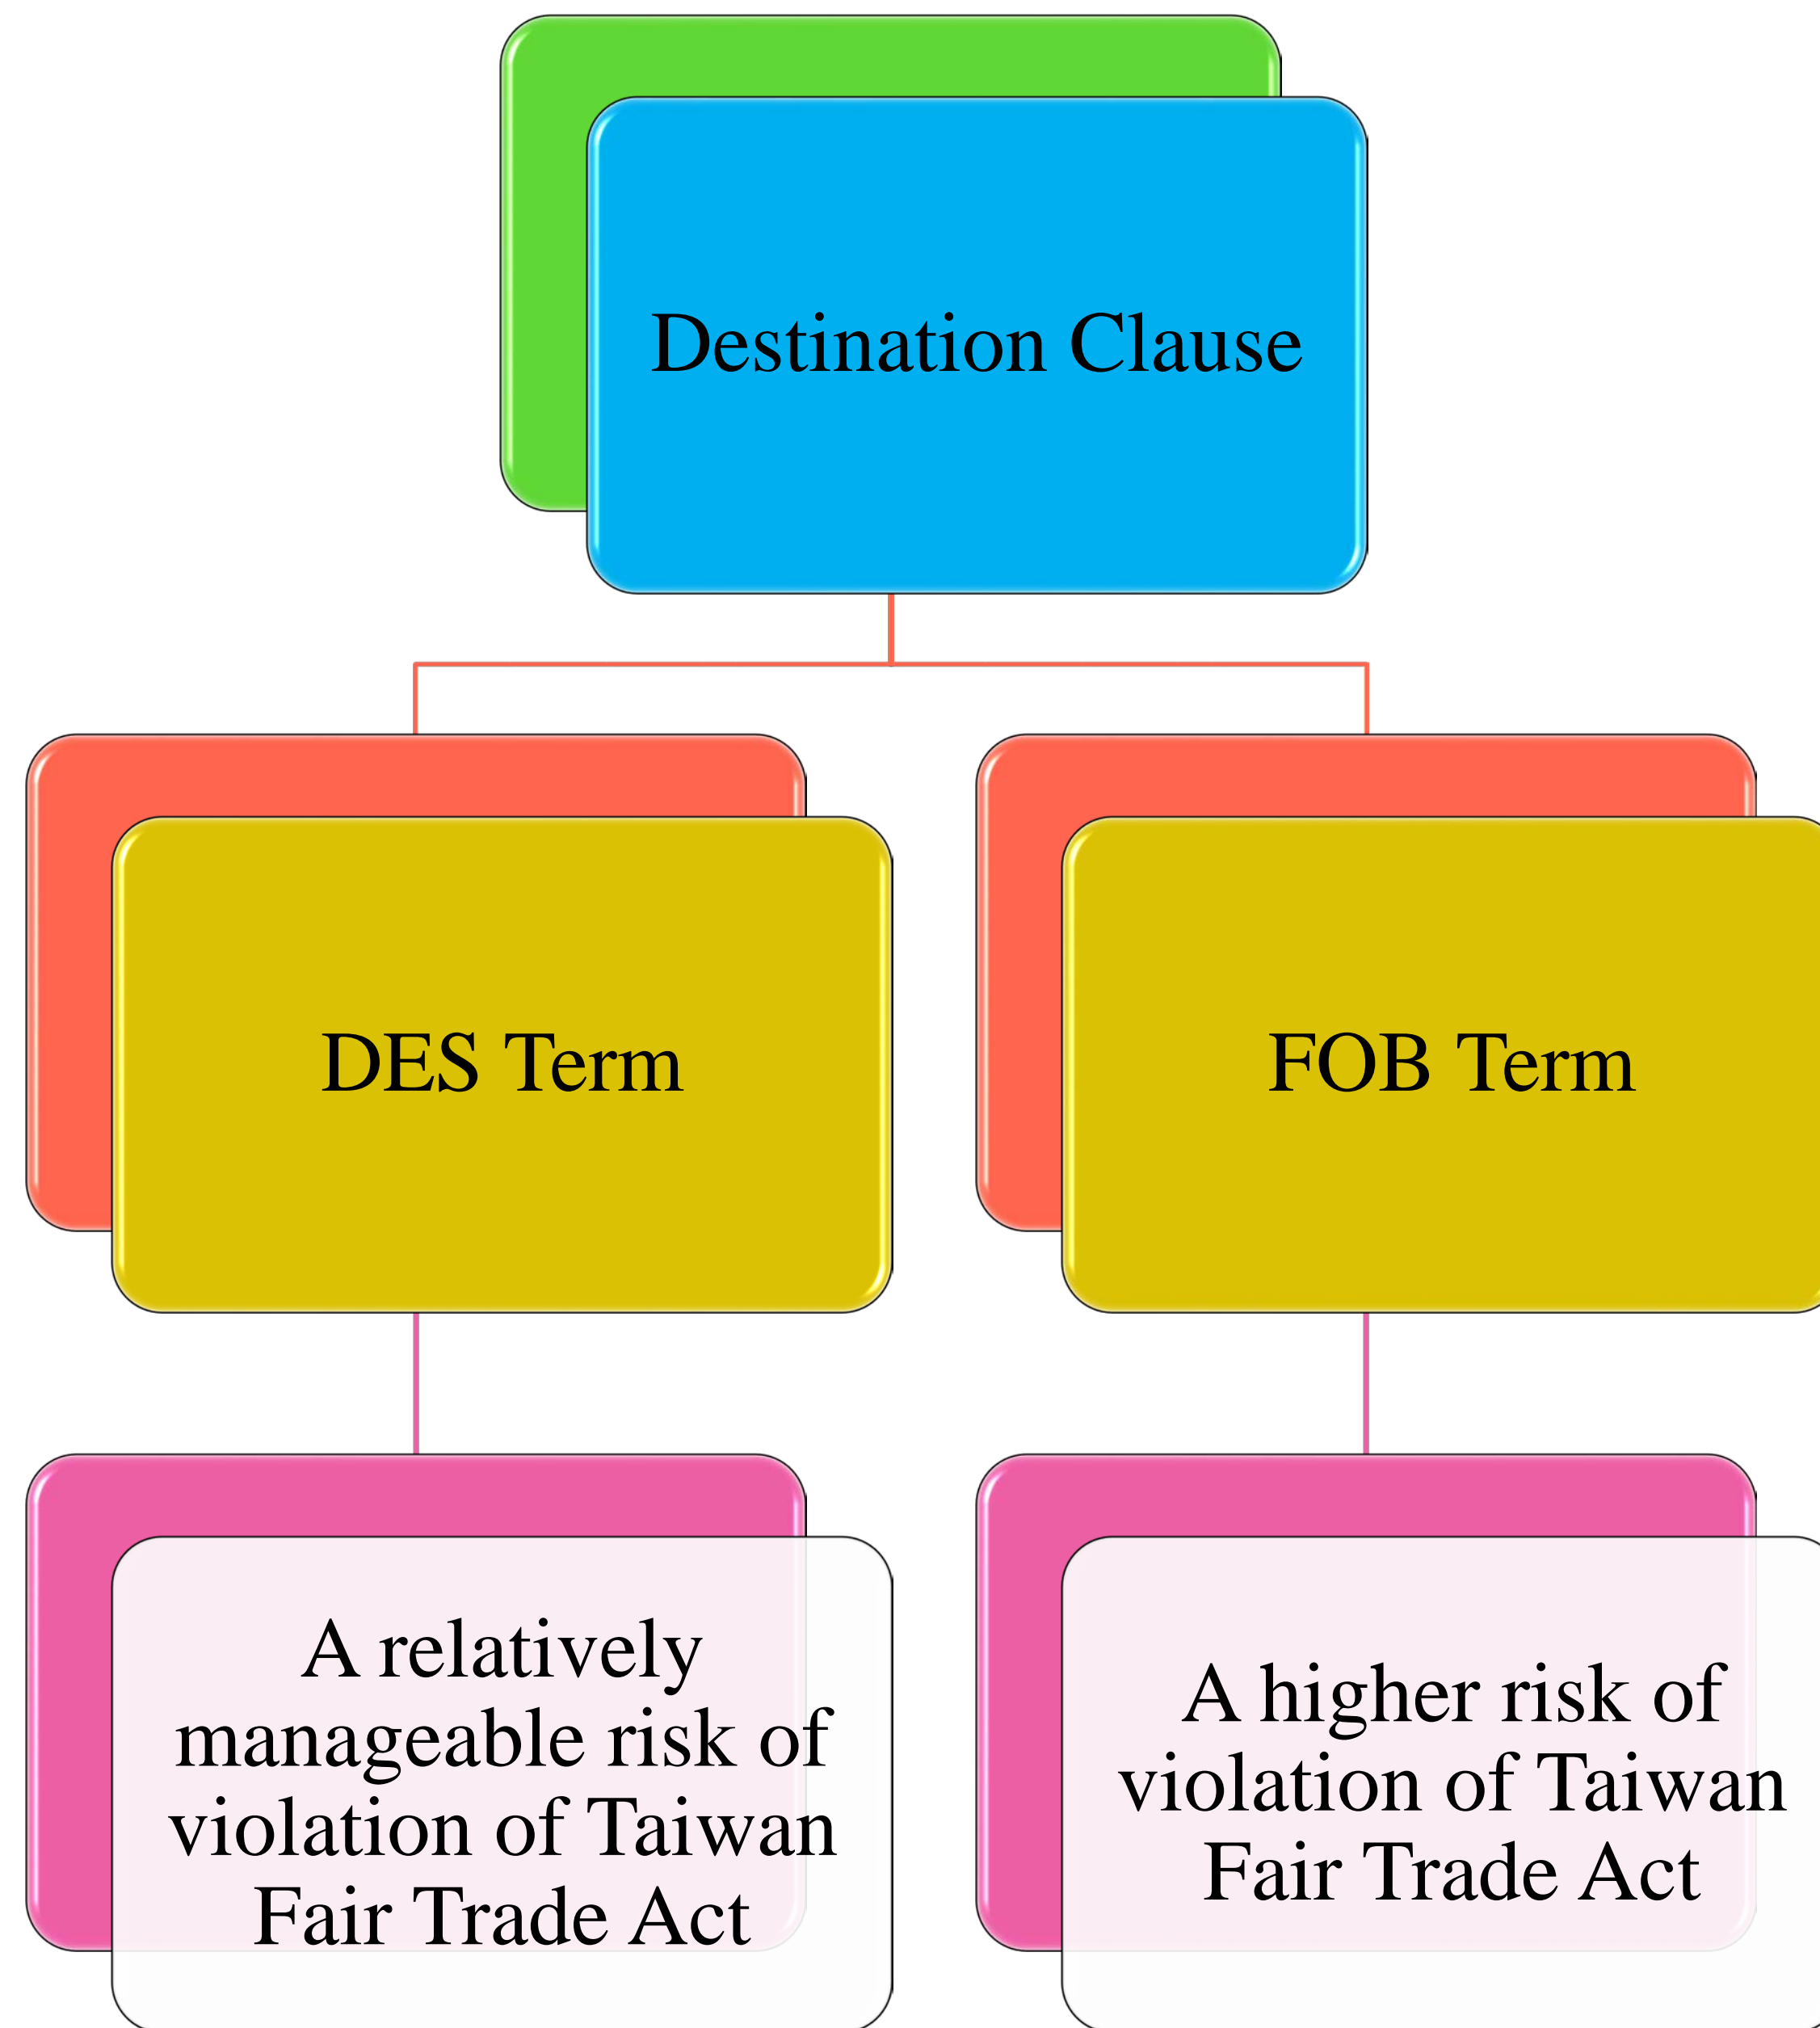 Destination Clause
DES Term
FOB Term
A relatively
manageable risk of
violation of Taiwan
Fair Trade Act
A higher risk of
violation of Taiwan
Fair Trade Act